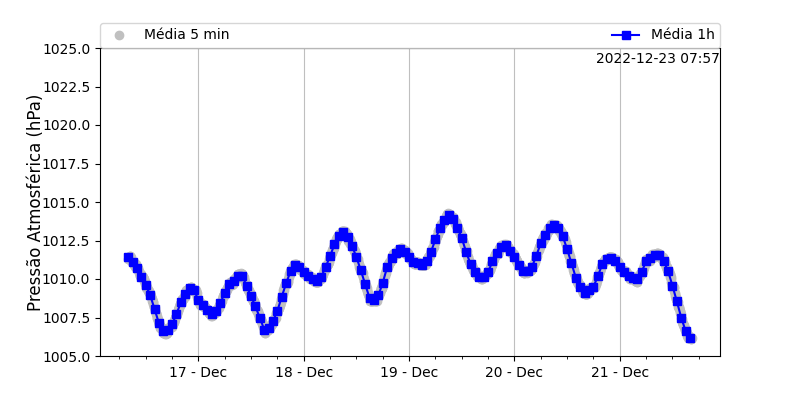 Média 5 min
Média 1h
2022-12-23 07:57
Pressão Atmosférica (hPa)
1025.0
1022.5
1020.0
1017.5
1015.0
1012.5
1010.0
1007.5
1005.0
17 - Dec
18 - Dec
19 - Dec
20 - Dec
21 - Dec